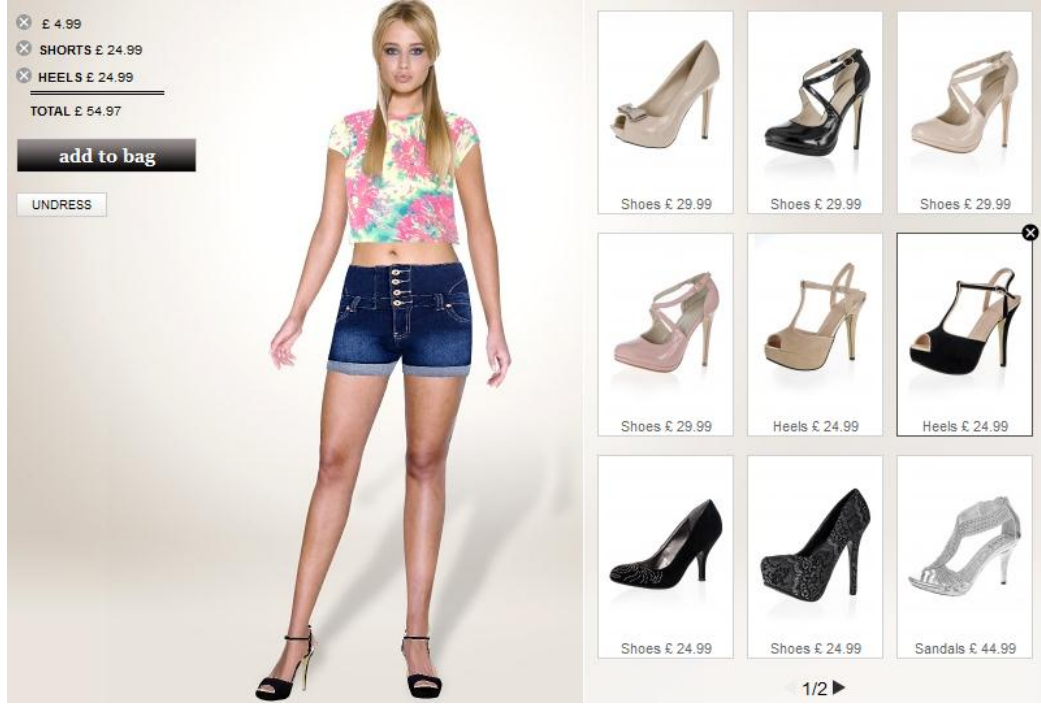 £ 4.99
SHORTS £ 24.99
HEELS £ 24.99
TOTAL £ 54.97
add to bag
UNDRESS
Shoes £ 29.99
Shoes £ 29.99
Shoes £ 29.99
Shoes £ 29.99
Heels £ 24.99
Heels £ 24.99
Shoes £ 24.99
Shoes £ 24.99
Sandals £ 44.99
1/2